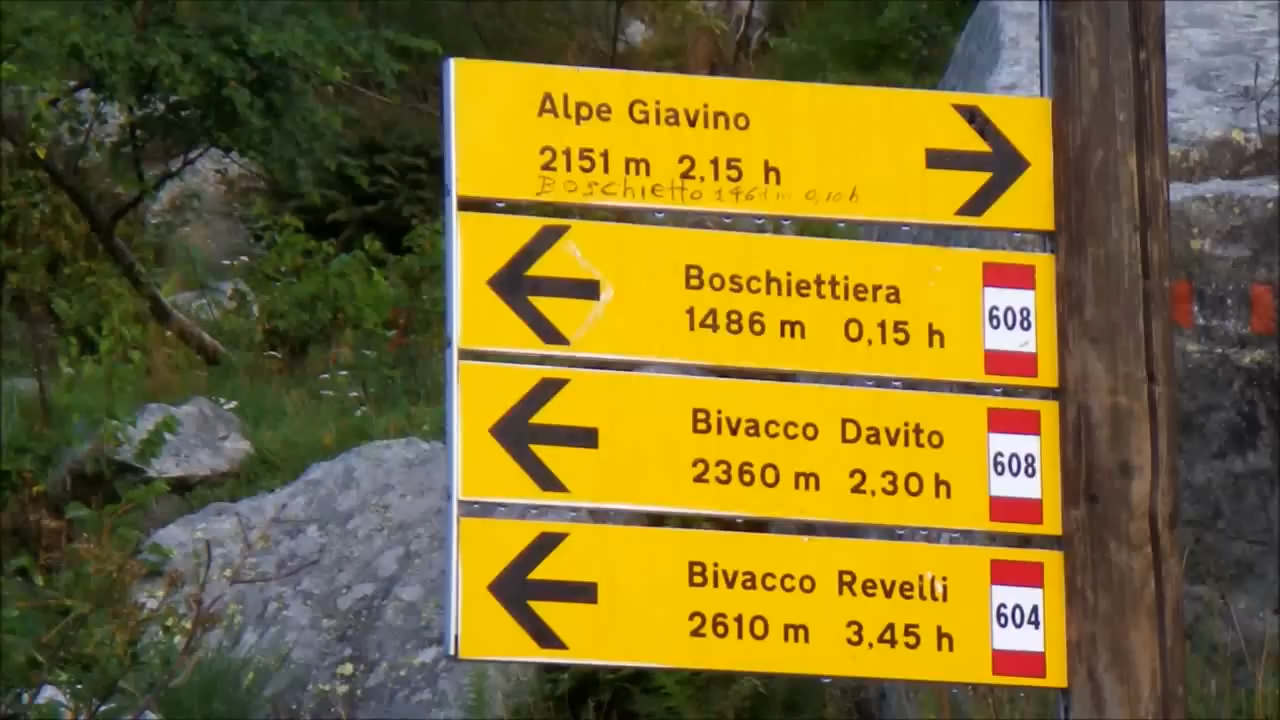 Alpe Giavino
2151 m 2,15 h
Boschietto 1461 m 0,10 h
Boschiettiera
1486 m 0,15 h
608
Bivacco Davito
2360 m 2,30 h
608
Bivacco Revelli
2610 m 3,45 h
604